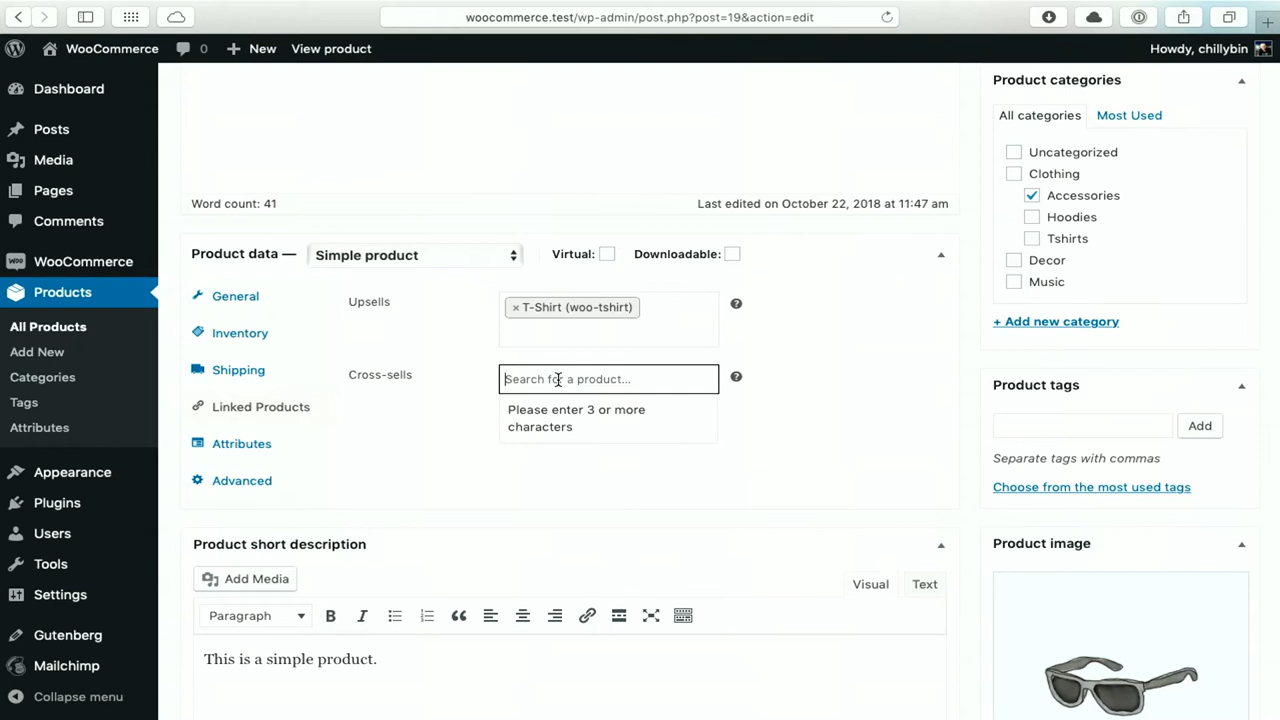 woocommerce.test/wp-admin/post.php?post=19&action=edit
WooCommerce
0
New
View product
Howdy, chillybin
Dashboard
Posts
Media
Pages
Comments
WooCommerce
Products
All Products
Add New
Categories
Tags
Attributes
Appearance
Plugins
Users
Tools
Settings
Gutenberg
Mailchimp
Collapse menu
Word count: 41
Last edited on October 22, 2018 at 11:47 am
Product data —
Simple product
Virtual:
Downloadable:
General
Inventory
Shipping
Linked Products
Attributes
Advanced
Upsells
× T-Shirt (woo-tshirt)
?
Cross-sells
Search for a product...
?
Please enter 3 or more
characters
Product short description
Add Media
Visual
Text
Paragraph
B
I
This is a simple product.
Product categories
All categories
Most Used
Uncategorized
Clothing
Accessories
Hoodies
Tshirts
Decor
Music
+ Add new category
Product tags
Add
Separate tags with commas
Choose from the most used tags
Product image